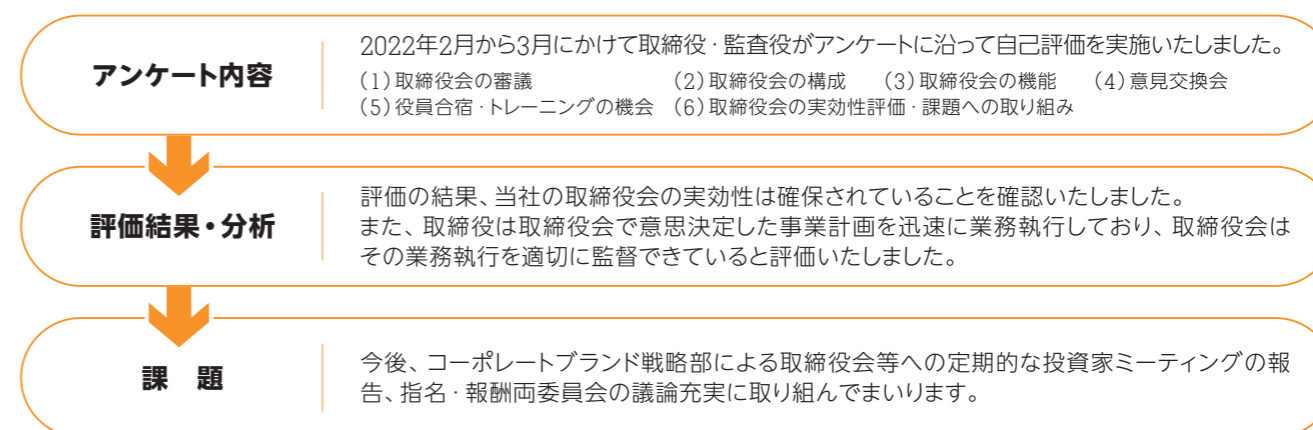 アンケート内容
2022年2月から3月にかけて取締役・監査役がアンケートに沿って自己評価を実施いたしました。
(1)取締役会の審議 (2)取締役会の構成 (3)取締役会の機能 (4)意見交換会
(5)役員合宿・トレーニングの機会 (6)取締役会の実効性評価・課題への取り組み
評価結果・分析
評価の結果、当社の取締役会の実効性は確保されていることを確認いたしました。
また、取締役は取締役会で意思決定した事業計画を迅速に業務執行しており、取締役会は
その業務執行を適切に監督できていると評価いたしました。
課 題
今後、コーポレートブランド戦略部による取締役会等への定期的な投資家ミーティングの報
告、指名・報酬両委員会の議論充実に取り組んでまいります。